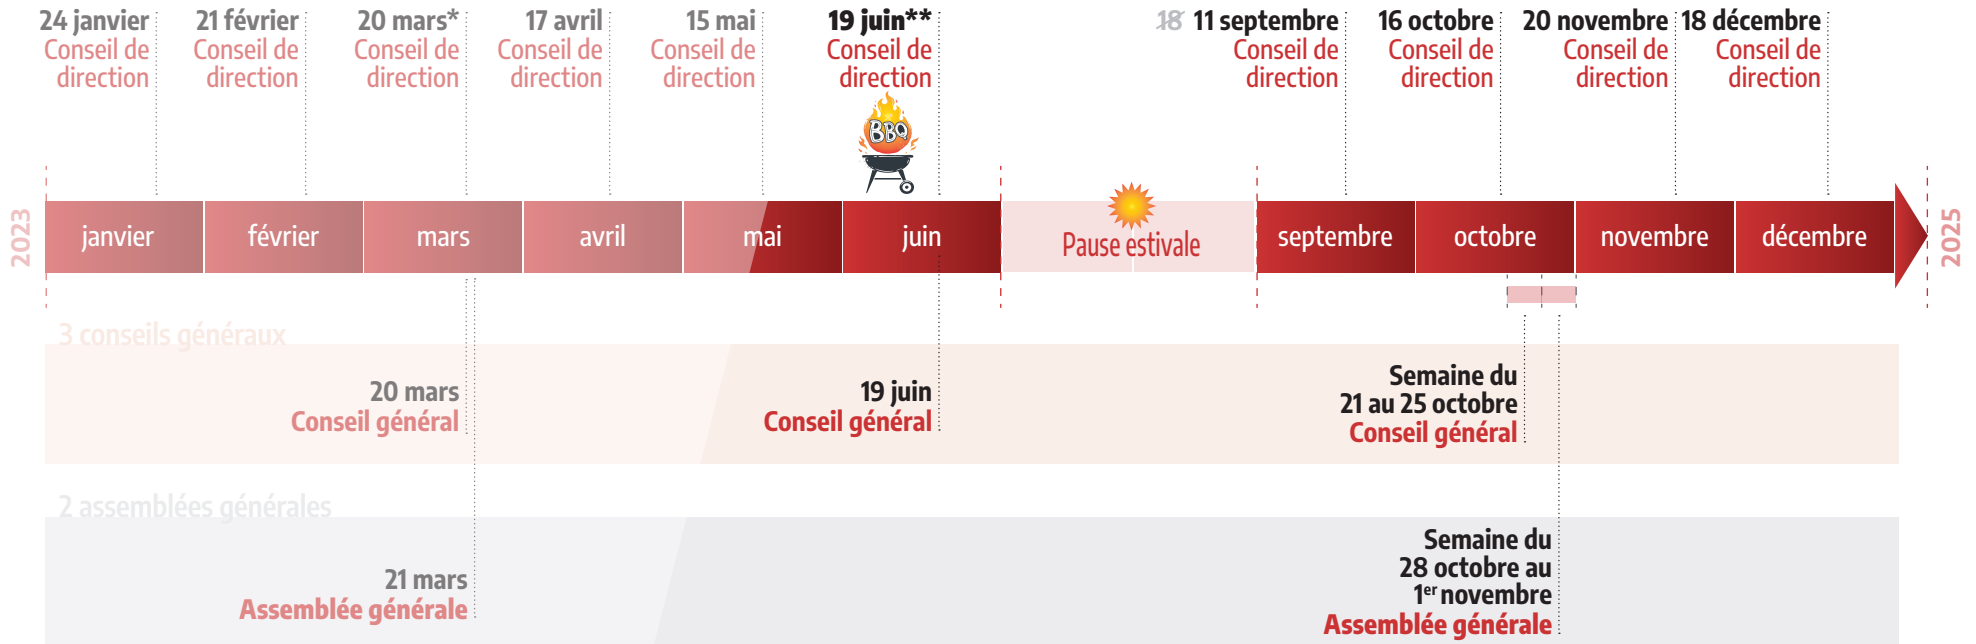 24 janvier
Conseil de
direction
21 février
Conseil de
direction
20 mars*
Conseil de
direction
17 avril
Conseil de
direction
15 mai
Conseil de
direction
19 juin**
Conseil de
direction
18 11 septembre
Conseil de
direction
16 octobre
Conseil de
direction
20 novembre
Conseil de
direction
18 décembre
Conseil de
direction
BBQ
2023
janvier
février
mars
avril
mai
juin
Pause estivale
septembre
octobre
novembre
décembre
2025
3 conseils généraux
20 mars
Conseil général
19 juin
Conseil général
Semaine du
21 au 25 octobre
Conseil général
2 assemblées générales
21 mars
Assemblée générale
Semaine du
28 octobre au
1er novembre
Assemblée générale